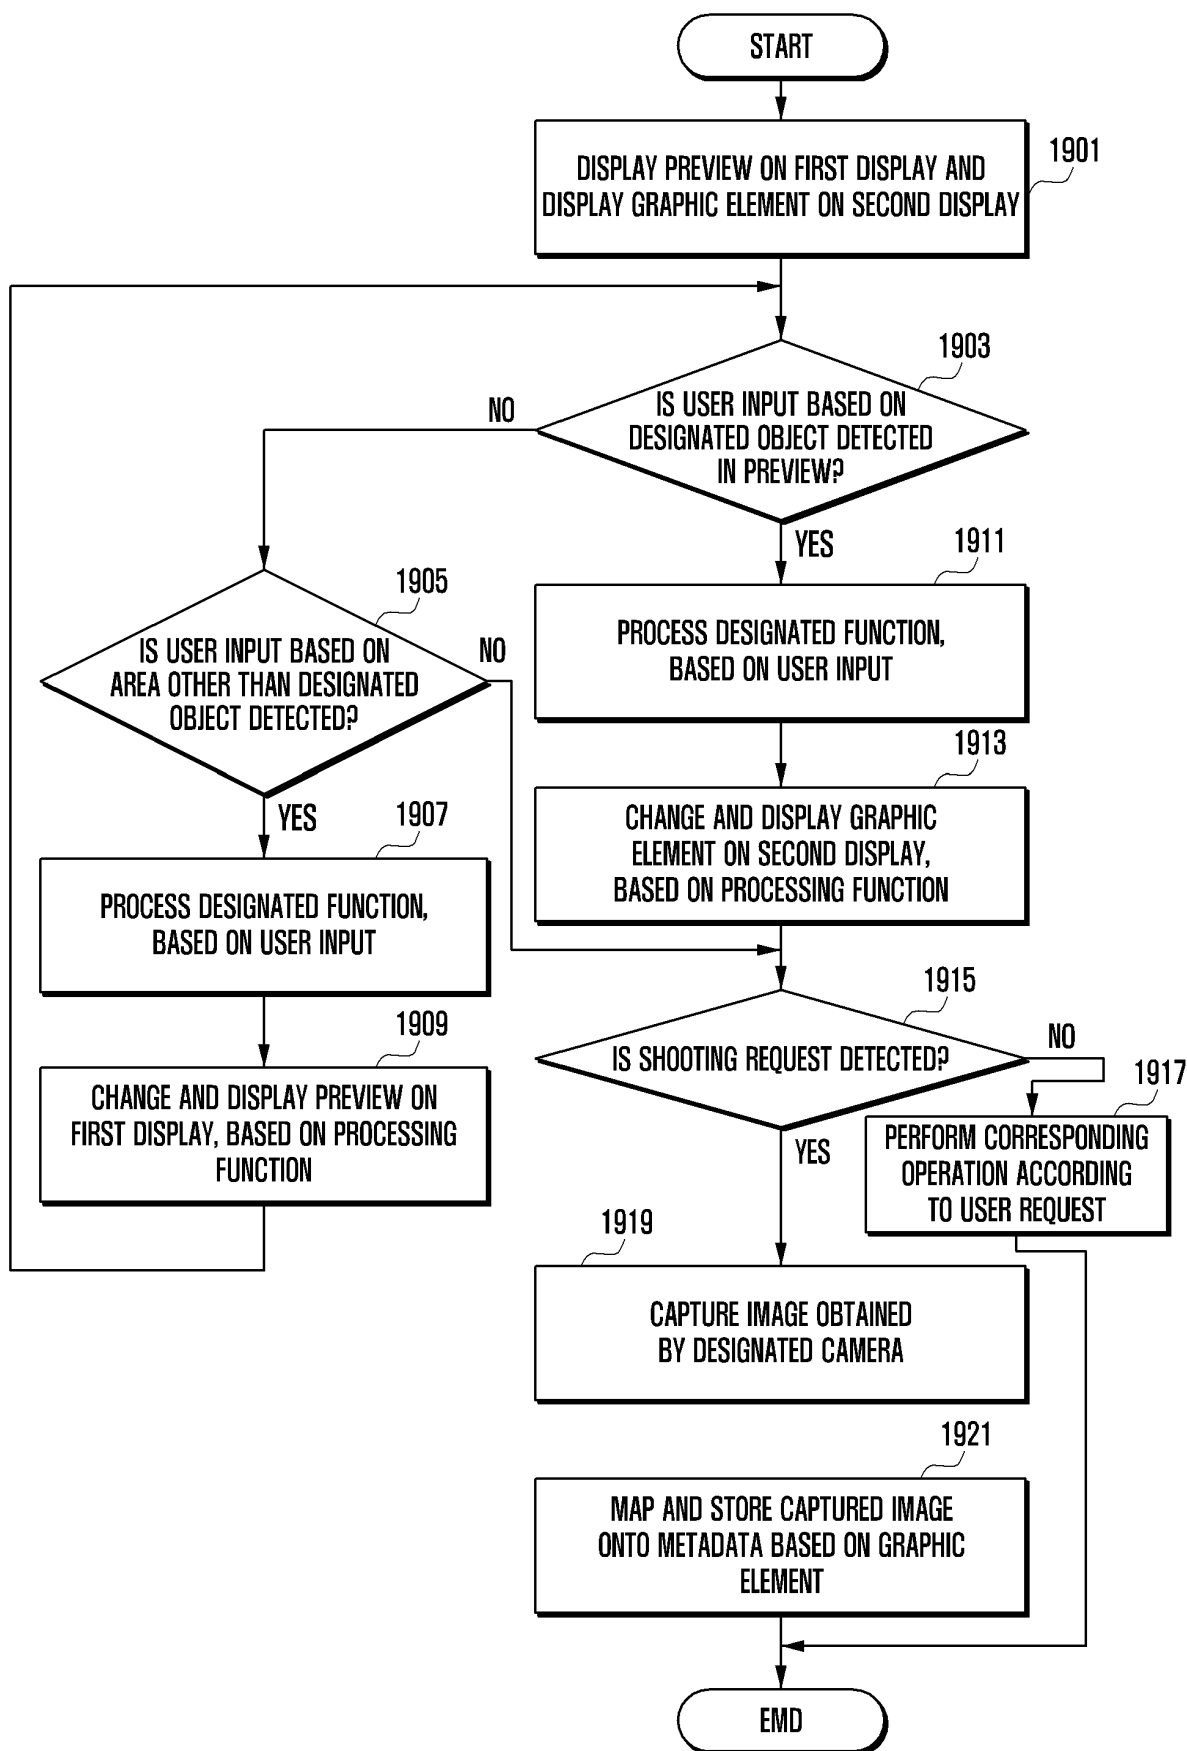 START
1901
DISPLAY PREVIEW ON FIRST DISPLAY AND
DISPLAY GRAPHIC ELEMENT ON SECOND DISPLAY
1903
IS USER INPUT BASED ON
DESIGNATED OBJECT DETECTED
IN PREVIEW?
NO
YES
1905
IS USER INPUT BASED ON
AREA OTHER THAN DESIGNATED
OBJECT DETECTED?
NO
YES
1907
PROCESS DESIGNATED FUNCTION,
BASED ON USER INPUT
1909
CHANGE AND DISPLAY PREVIEW ON
FIRST DISPLAY, BASED ON PROCESSING
FUNCTION
1911
PROCESS DESIGNATED FUNCTION,
BASED ON USER INPUT
1913
CHANGE AND DISPLAY GRAPHIC
ELEMENT ON SECOND DISPLAY,
BASED ON PROCESSING FUNCTION
1915
IS SHOOTING REQUEST DETECTED?
NO
YES
1917
PERFORM CORRESPONDING
OPERATION ACCORDING
TO USER REQUEST
1919
CAPTURE IMAGE OBTAINED
BY DESIGNATED CAMERA
1921
MAP AND STORE CAPTURED IMAGE
ONTO METADATA BASED ON GRAPHIC
ELEMENT
EMD